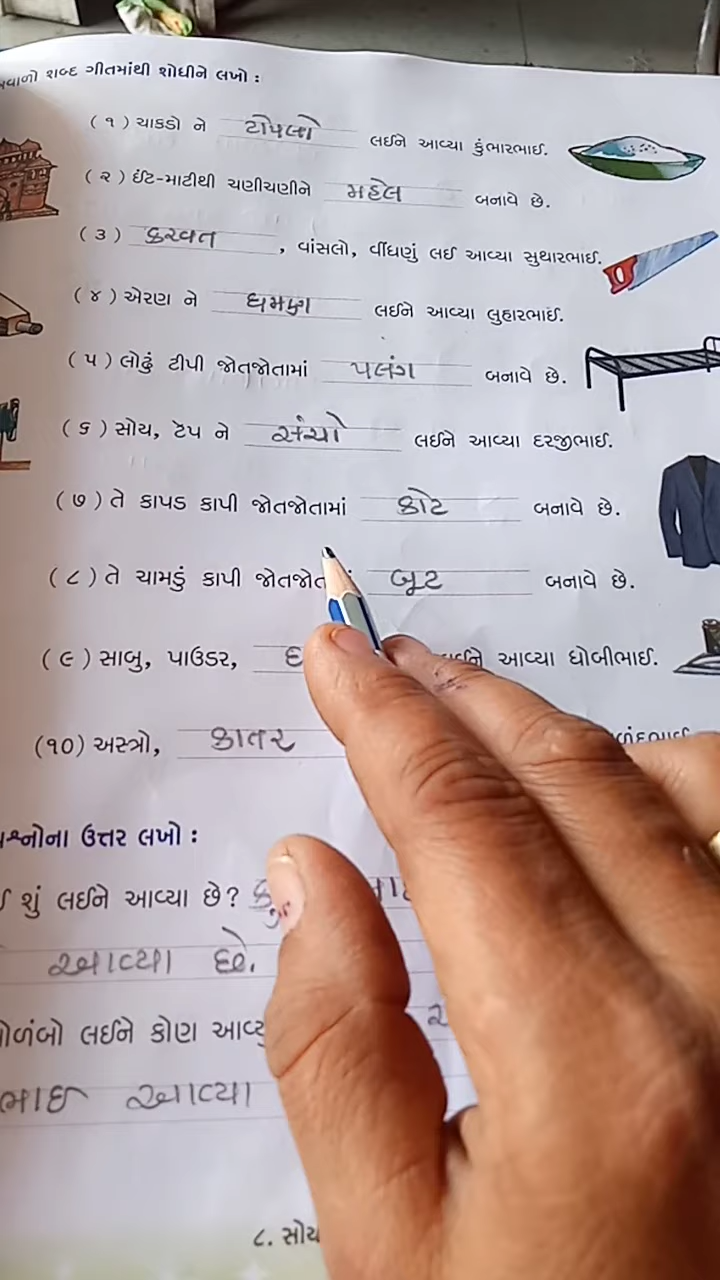 શબ્દ ગીતમાંથી શોધીને લખો :
(૧) ચાકડો ને ટોપલો લઈને આવ્યા કુંભારભાઈ.
(૨) ઈંટ-માટીથી ચણીચણીને મહેલ બનાવે છે.
(૩) કરવત , વાંસલો, વીંધણું લઈ આવ્યા સુથારભાઈ.
(૪) એરણ ને ધમણ લઈને આવ્યા લુહારભાઈ.
(૫) લોઢું ટીપી જોતજોતામાં પલંગ બનાવે છે.
(૬) સોય, ટેપ ને સંચો લઈને આવ્યા દરજીભાઈ.
(૭) તે કાપડ કાપી જોતજોતામાં કોટ બનાવે છે.
(૮) તે ચામડું કાપી જોતજોત બૂટ બનાવે છે.
(૯) સાબુ, પાઉડર, આવ્યા ધોબીભાઈ.
(૧૦) અસ્ત્રો, કાતર
ઉત્તર લખો :
શું લઈને આવ્યા છે?
આવ્યા છે.
લઈને કોણ
ભાઈ આવ્યા
૮. સોય